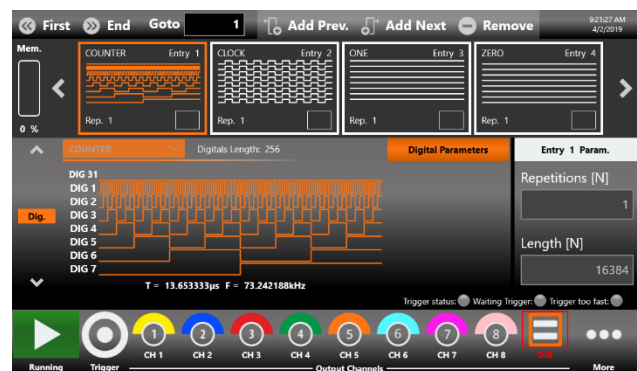 First End Goto 1 Add Prev. Add Next Remove 9:21:27 AM
4/2/2019
Mem.
0 %
COUNTER Entry 1
Rep. 1
CLOCK Entry 2
Rep. 1
ONE Entry 3
Rep. 1
ZERO Entry 4
Rep. 1
COUNTER Digitals Length: 256 Digital Parameters Entry 1 Param.
Dig.
DIG 31
DIG 1
DIG 2
DIG 3
DIG 4
DIG 5
DIG 6
DIG 7
T = 13.653333µs F = 73.242188kHz
Repetitions [N]
1
Length [N]
16384
Trigger status: Waiting Trigger: Trigger too fast:
1 2 3 4 5 6 7 8
CH 1 CH 2 CH 3 CH 4 CH 5 CH 6 CH 7 CH 8 DIG
Running Trigger Output Channels More